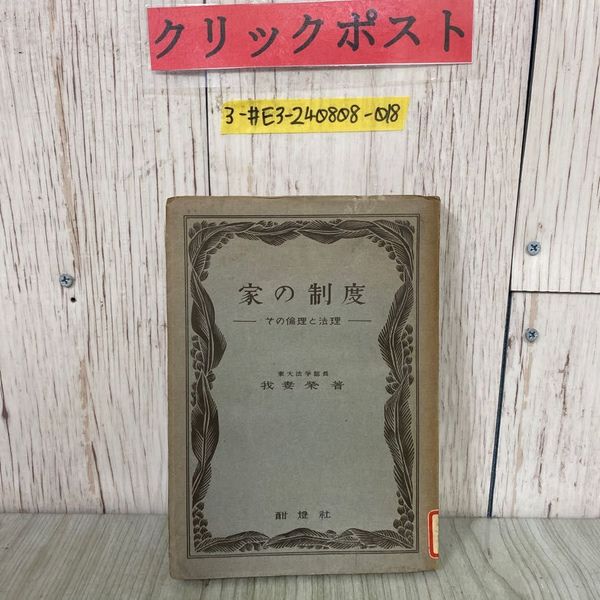 クリックポスト
3-#E3-240808-018
家の制度
その倫理と法理
東大法学部長
我妻榮著
酣燈社